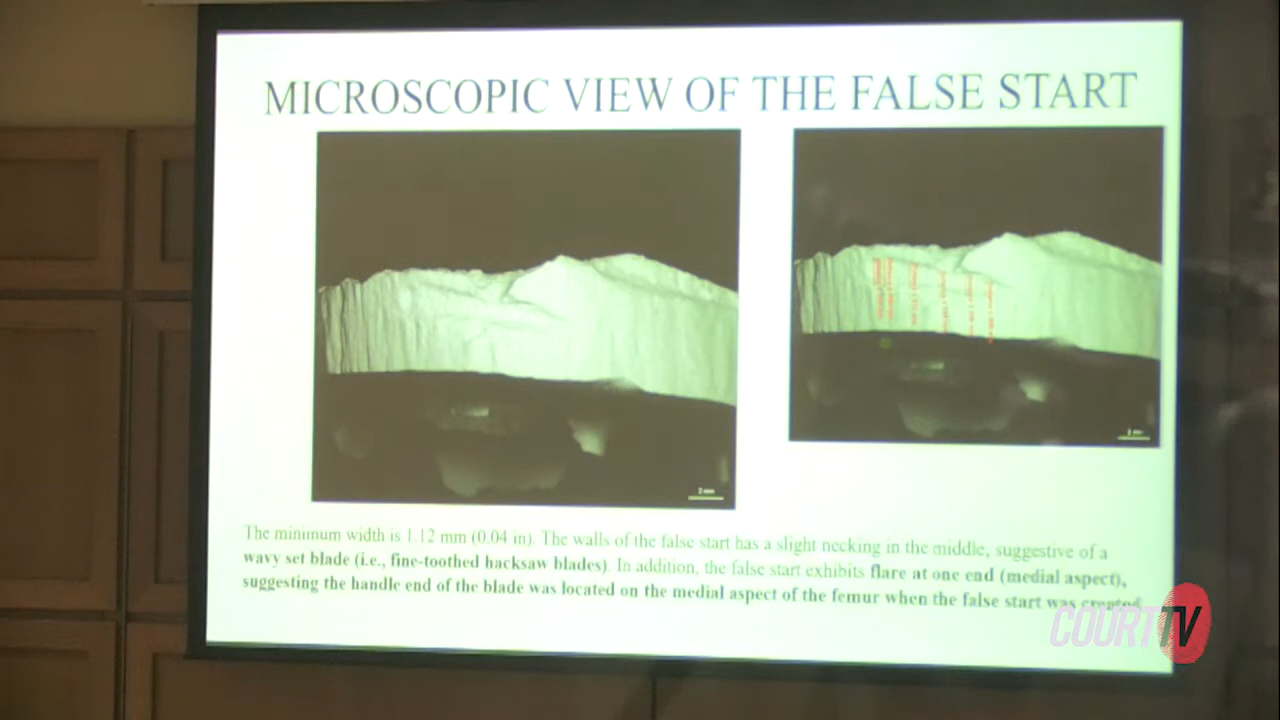 MICROSCOPIC VIEW OF THE FALSE START
2 mm
The minimum width is 1.12 mm (0.04 in). The walls of the false start has a slight necking in the middle, suggestive of a
wavy set blade (i.e., fine-toothed hacksaw blades). In addition, the false start exhibits flare at one end (medial aspect),
suggesting the handle end of the blade was located on the medial aspect of the femur when the false start was created
COURT TV